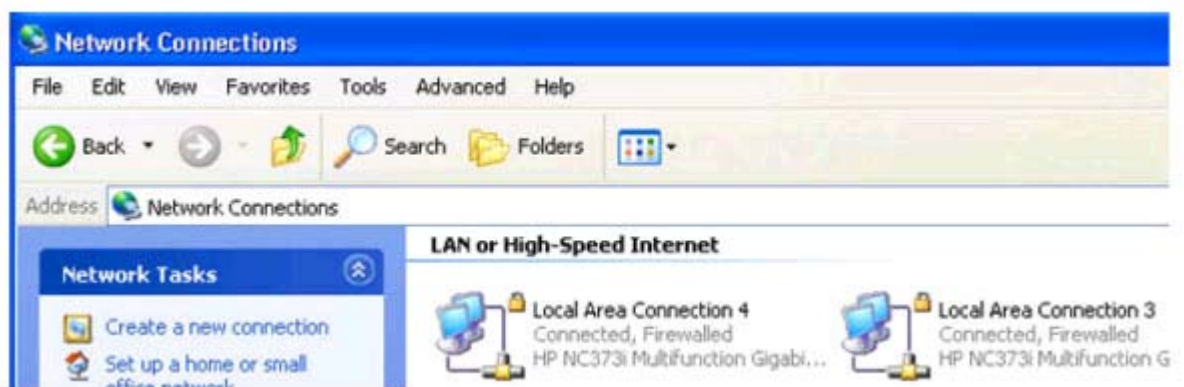 Network Connections
File Edit View Favorites Tools Advanced Help
Back Search Folders
Address Network Connections
LAN or High-Speed Internet
Network Tasks
Create a new connection
Set up a home or small
office network
Local Area Connection 4
Connected, Firewalled
HP NC373i Multifunction Gigabi...
Local Area Connection 3
Connected, Firewalled
HP NC373i Multifunction G